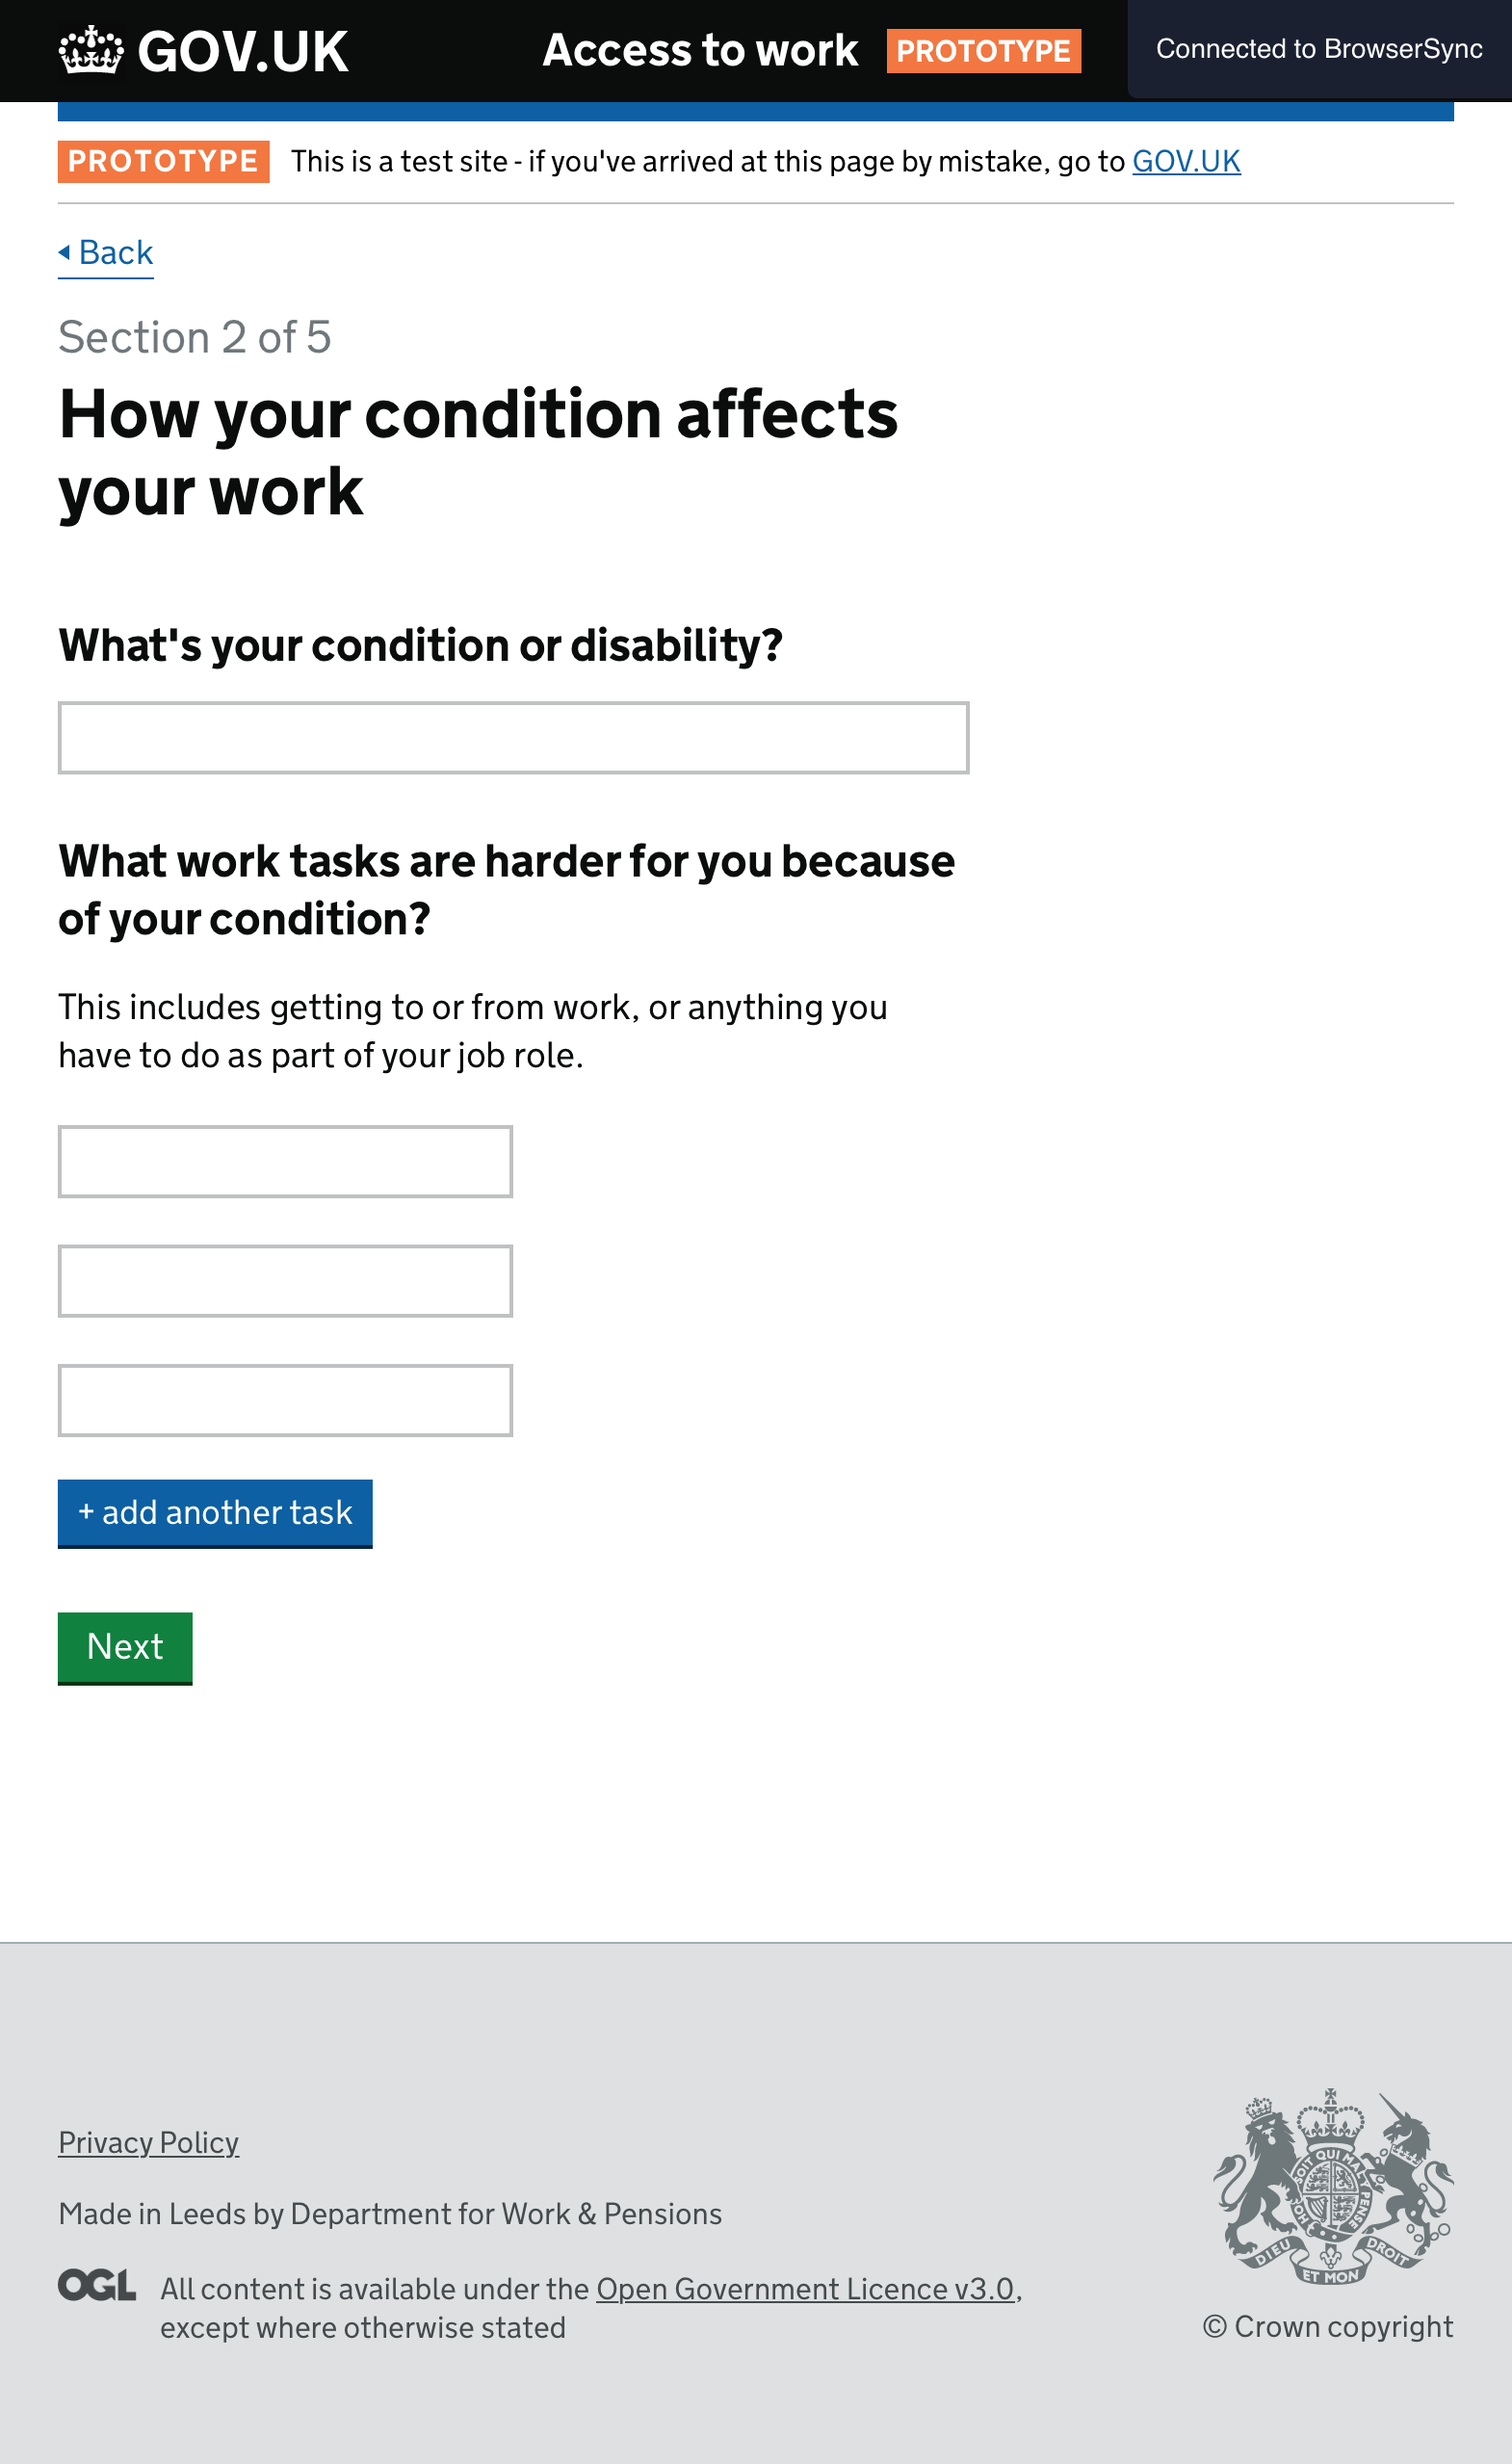 GOV.UK
Access to work PROTOTYPE
Connected to BrowserSync
PROTOTYPE This is a test site - if you've arrived at this page by mistake, go to GOV.UK
Back
Section 2 of 5
How your condition affects
your work
What's your condition or disability?
What work tasks are harder for you because
of your condition?
This includes getting to or from work, or anything you
have to do as part of your job role.
+ add another task
Next
Privacy Policy
Made in Leeds by Department for Work & Pensions
OGL All content is available under the Open Government Licence v3.0,
except where otherwise stated
SOIT QUI MAL
PENSE
DIEU ET MON DROIT
© Crown copyright